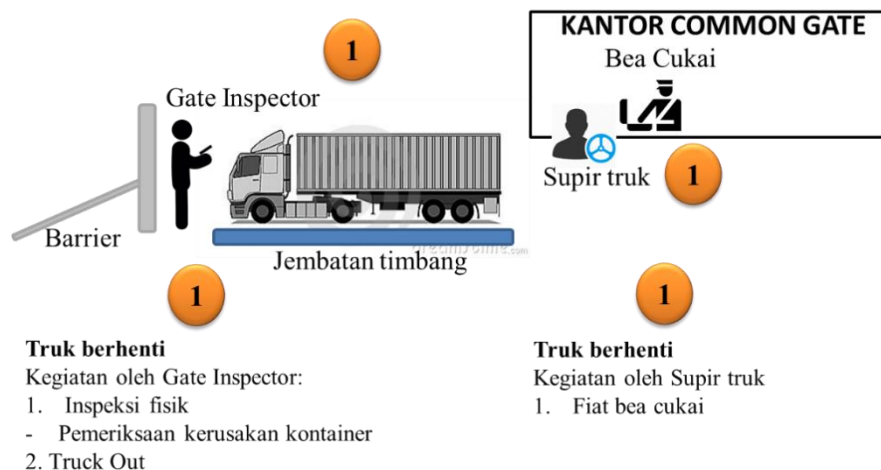 KANTOR COMMON GATE
Bea Cukai
1
Gate Inspector
Supir truk
1
Barrier
Jembatan timbang
dreamstime.com
1
1
Truk berhenti
Kegiatan oleh Gate Inspector:
1. Inspeksi fisik
- Pemeriksaan kerusakan kontainer
2. Truck Out
Truk berhenti
Kegiatan oleh Supir truk
1. Fiat bea cukai